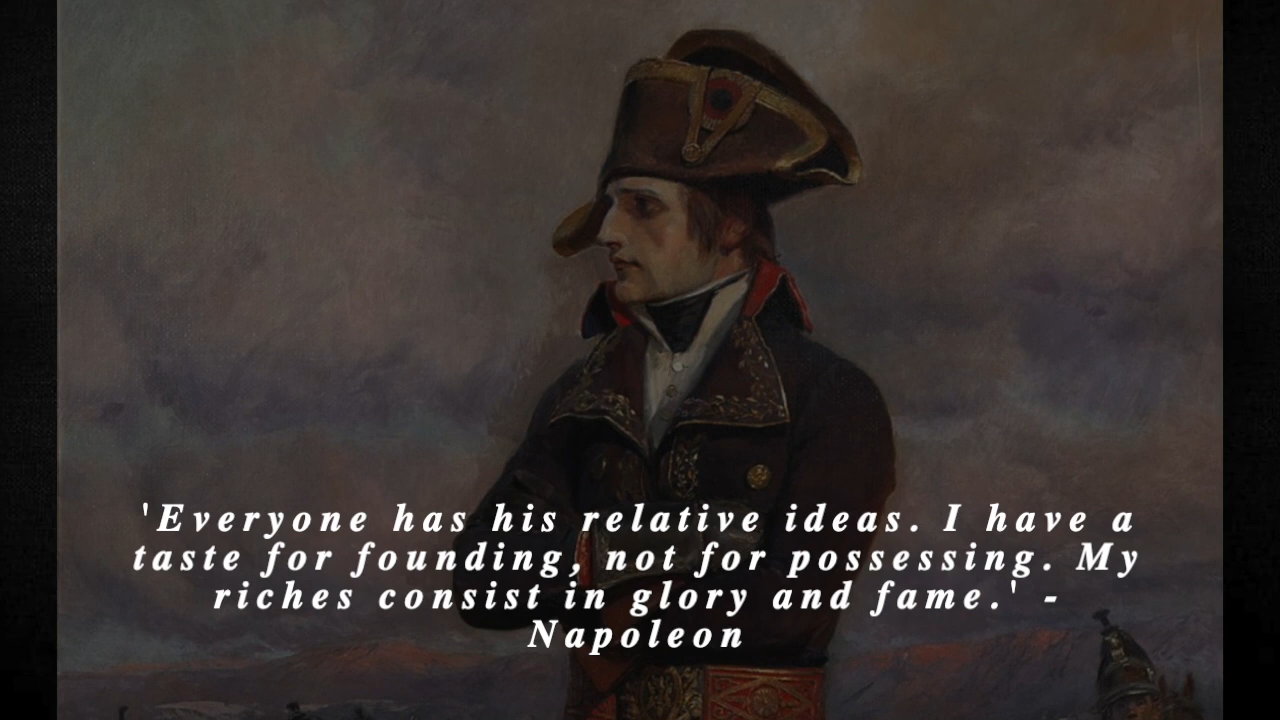 'Everyone has his relative ideas. I have a
taste for founding, not for possessing. My
riches consist in glory and fame.' -
Napoleon